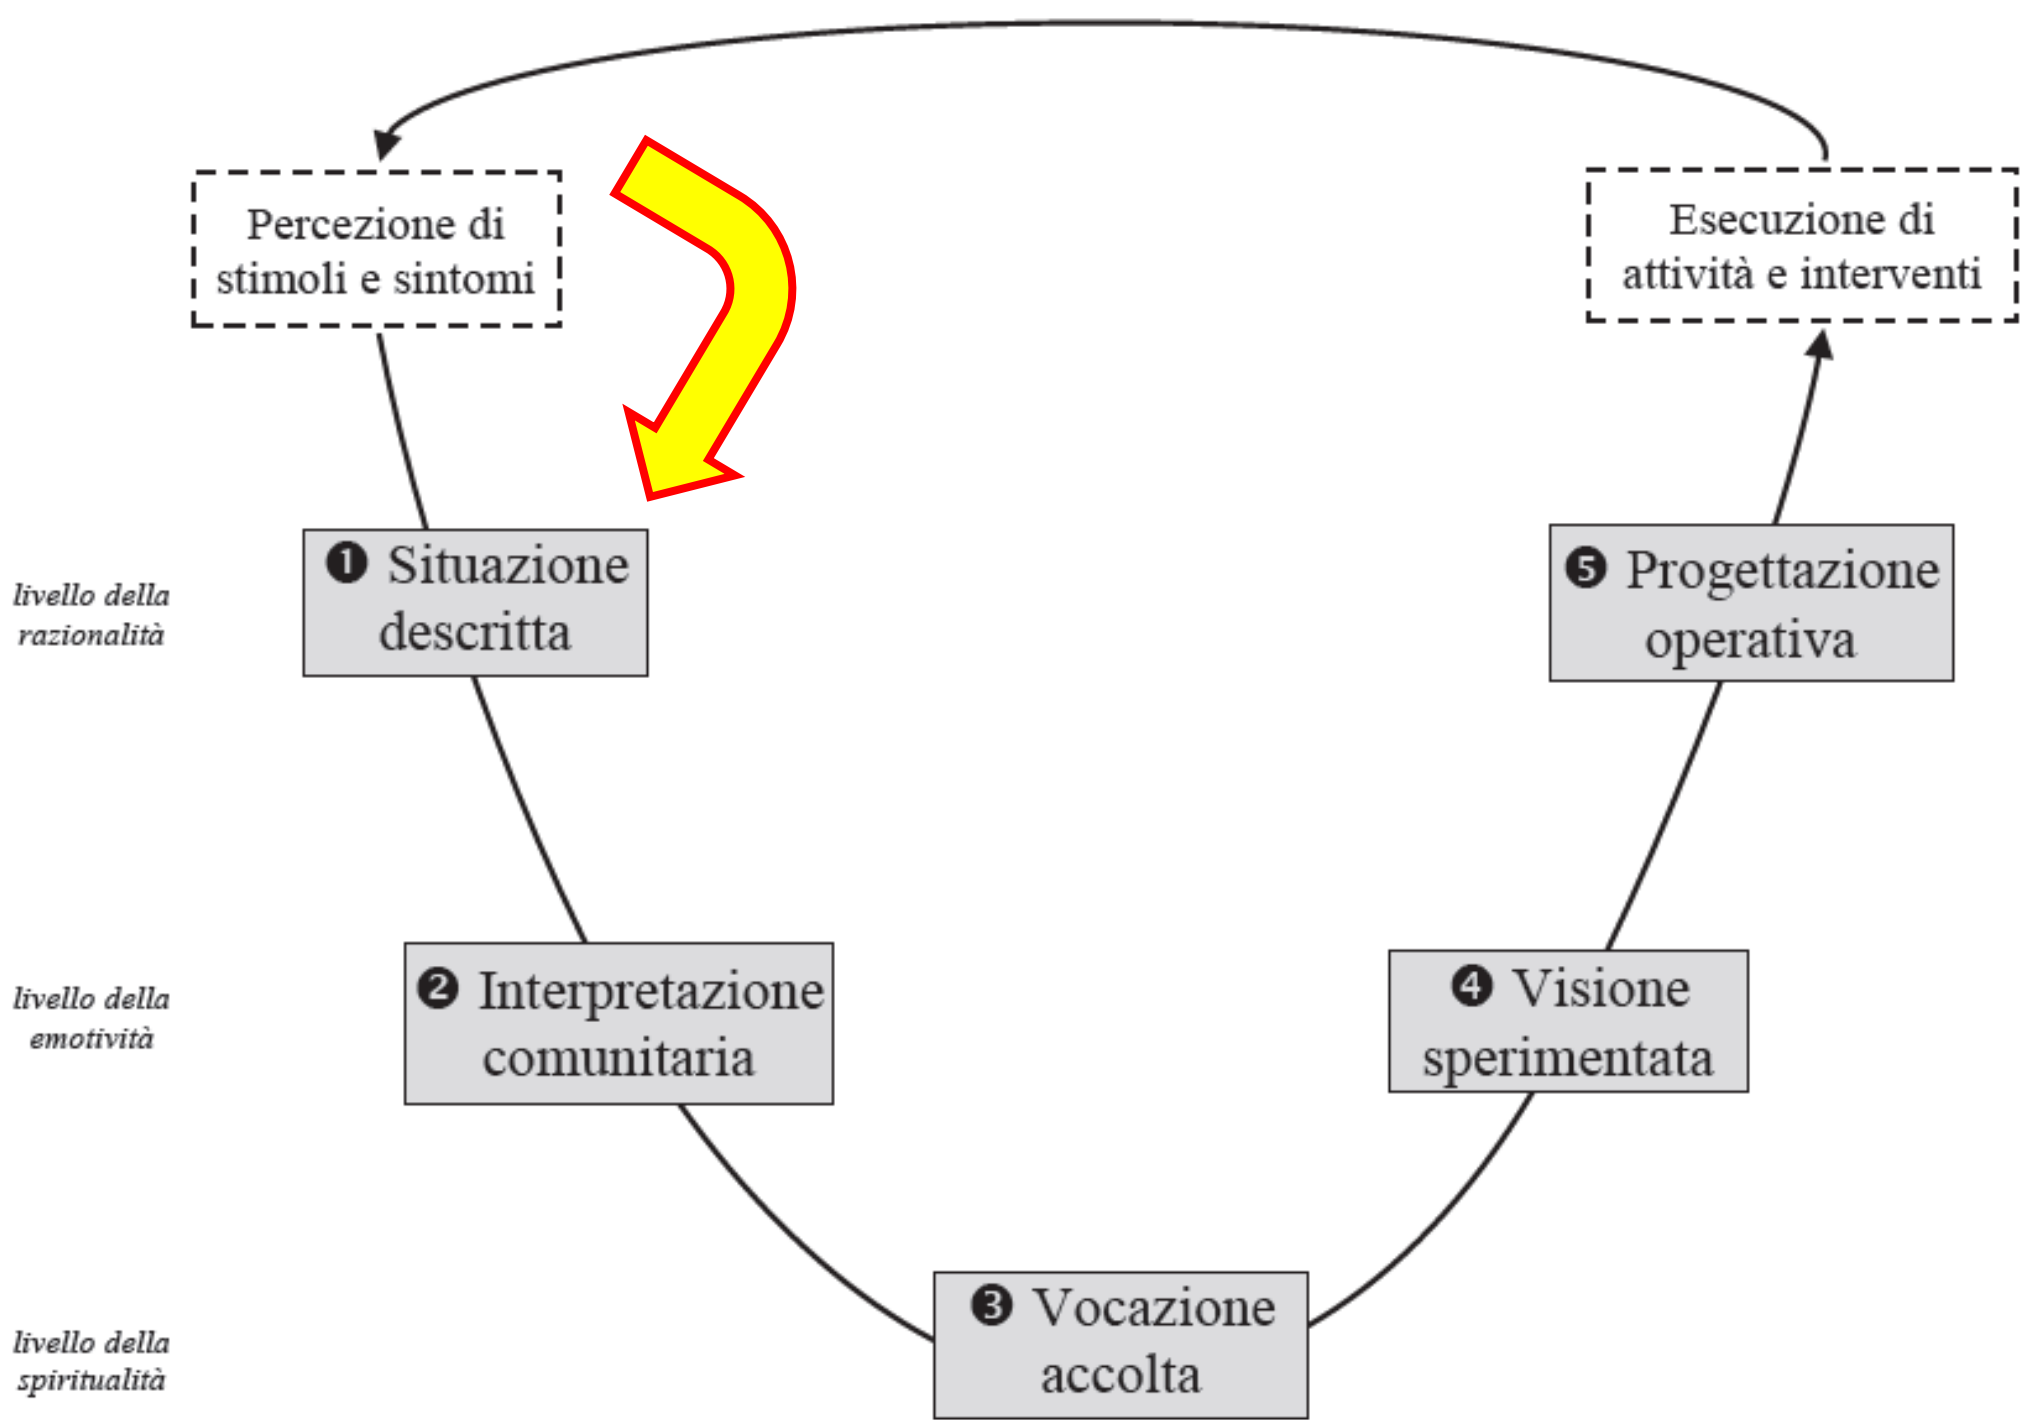 Percezione di
stimoli e sintomi
Esecuzione di
attività e interventi
livello della
razionalità
❶ Situazione
descritta
❺ Progettazione
operativa
livello della
emotività
❷ Interpretazione
comunitaria
❹ Visione
sperimentata
livello della
spiritualità
❸ Vocazione
accolta